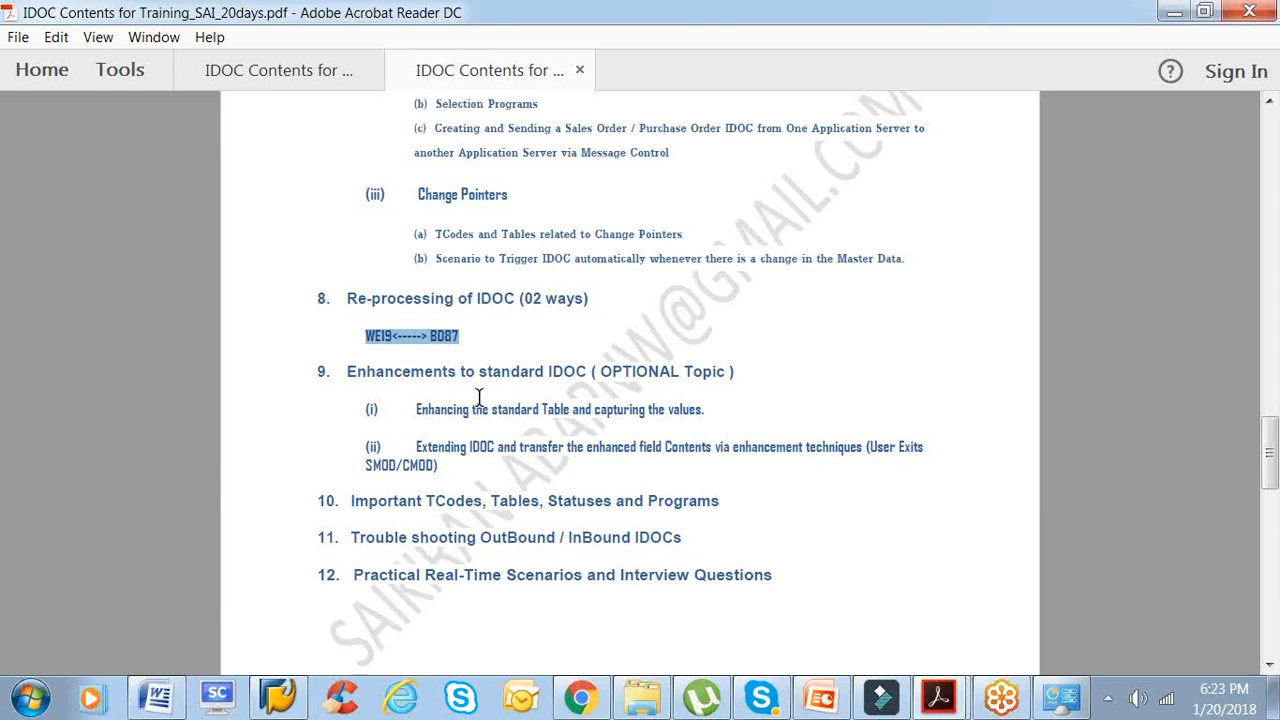 IDOC Contents for Training_SAI_20days.pdf - Adobe Acrobat Reader DC
File Edit View Window Help
Home Tools IDOC Contents for ... IDOC Contents for ... × ? Sign In
(b) Selection Programs
(c) Creating and Sending a Sales Order / Purchase Order IDOC from One Application Server to
another Application Server via Message Control
(iii) Change Pointers
(a) TCodes and Tables related to Change Pointers
(b) Scenario to Trigger IDOC automatically whenever there is a change in the Master Data.
8. Re-processing of IDOC (02 ways)
WE19<-----> BD87
9. Enhancements to standard IDOC ( OPTIONAL Topic )
(i) Enhancing the standard Table and capturing the values.
(ii) Extending IDOC and transfer the enhanced field Contents via enhancement techniques (User Exits
SMOD/CMOD)
10. Important TCodes, Tables, Statuses and Programs
11. Trouble shooting OutBound / InBound IDOCs
12. Practical Real-Time Scenarios and Interview Questions
SC
6:23 PM
1/20/2018